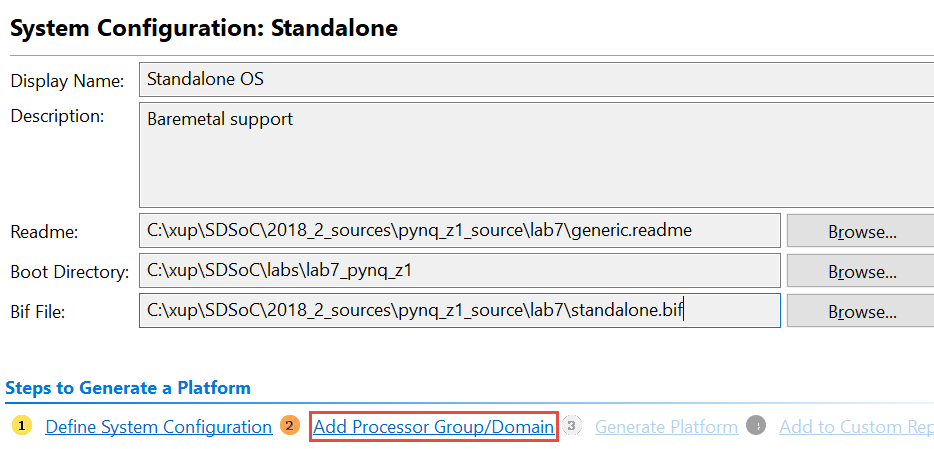 System Configuration: Standalone
Display Name: Standalone OS
Description: Baremetal support
Readme: C:\xup\SDSoC\2018_2_sources\pynq_z1_source\lab7\generic.readme Browse...
Boot Directory: C:\xup\SDSoC\labs\lab7_pynq_z1 Browse...
Bif File: C:\xup\SDSoC\2018_2_sources\pynq_z1_source\lab7\standalone.bif Browse...
Steps to Generate a Platform
1 Define System Configuration 2 Add Processor Group/Domain 3 Generate Platform Add to Custom Rep